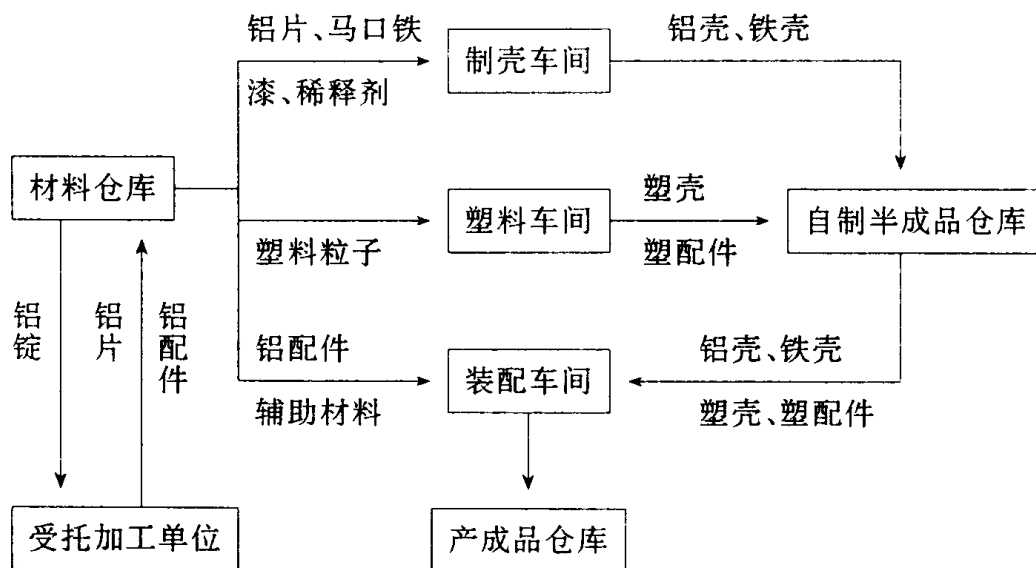 铝片、马口铁
漆、稀释剂
制壳车间
铝壳、铁壳
材料仓库
塑料粒子
塑料车间
塑壳
塑配件
自制半成品仓库
铝锭
铝片
铝配件
铝配件
辅助材料
装配车间
铝壳、铁壳
塑壳、塑配件
受托加工单位
产成品仓库